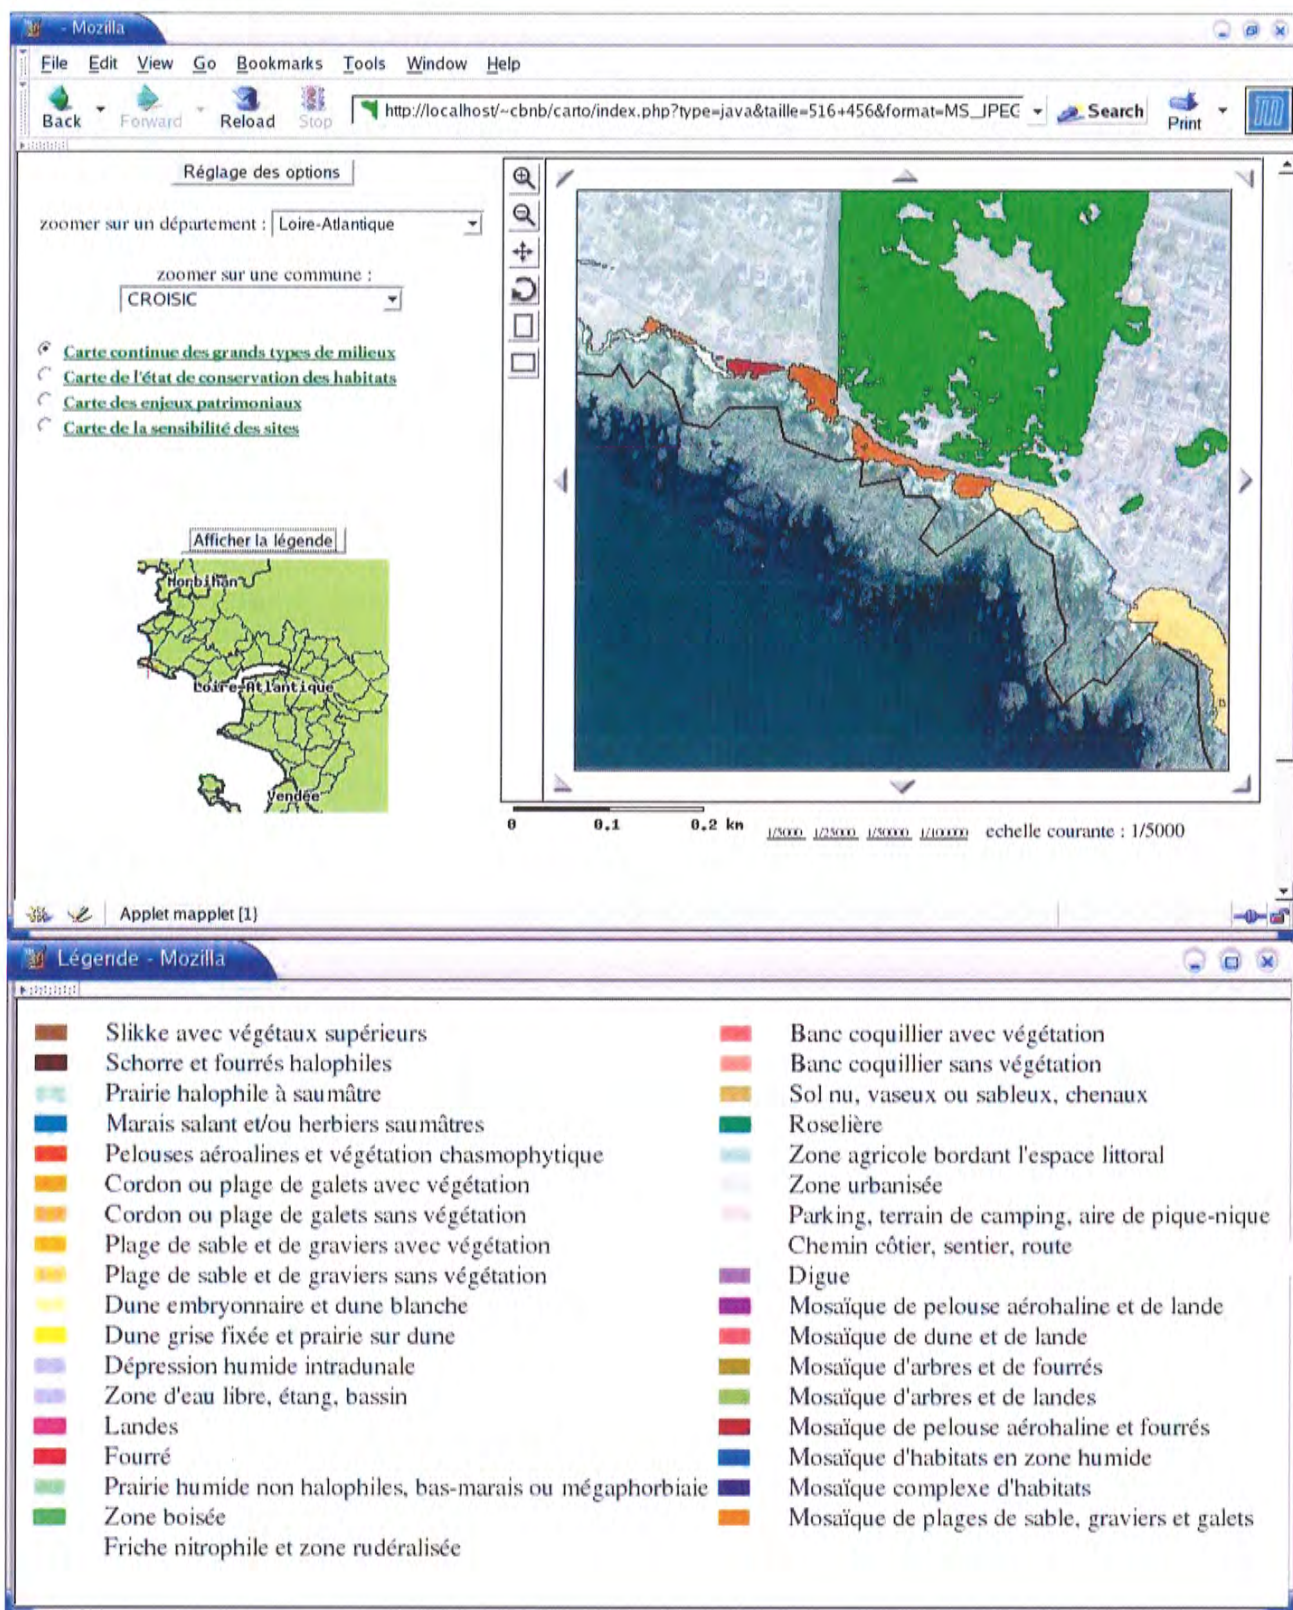 - Mozilla
File Edit View Go Bookmarks Tools Window Help
Back Forward Reload Stop http://localhost/~cbnb/carto/index.php?type=java&taille=516+456&format=MS_JPEG Search Print
Réglage des options
zoomer sur un département : Loire-Atlantique
zoomer sur une commune :
CROISIC
Carte continue des grands types de milieux
Carte de l'état de conservation des habitats
Carte des enjeux patrimoniaux
Carte de la sensibilité des sites
Afficher la légende
Morbihan
Loire-Atlantique
Vendée
0 0.1 0.2 km
1/5000 1/25000 1/50000 1/100000 echelle courante : 1/5000
Applet mapplet [1]
Légende - Mozilla
Slikke avec végétaux supérieurs
Schorre et fourrés halophiles
Prairie halophile à saumâtre
Marais salant et/ou herbiers saumâtres
Pelouses aéroalines et végétation chasmophytique
Cordon ou plage de galets avec végétation
Cordon ou plage de galets sans végétation
Plage de sable et de graviers avec végétation
Plage de sable et de graviers sans végétation
Dune embryonnaire et dune blanche
Dune grise fixée et prairie sur dune
Dépression humide intradunale
Zone d'eau libre, étang, bassin
Landes
Fourré
Prairie humide non halophiles, bas-marais ou mégaphorbiaie
Zone boisée
Friche nitrophile et zone rudéralisée
Banc coquillier avec végétation
Banc coquillier sans végétation
Sol nu, vaseux ou sableux, chenaux
Roselière
Zone agricole bordant l'espace littoral
Zone urbanisée
Parking, terrain de camping, aire de pique-nique
Chemin côtier, sentier, route
Digue
Mosaïque de pelouse aérohaline et de lande
Mosaïque de dune et de lande
Mosaïque d'arbres et de fourrés
Mosaïque d'arbres et de landes
Mosaïque de pelouse aérohaline et fourrés
Mosaïque d'habitats en zone humide
Mosaïque complexe d'habitats
Mosaïque de plages de sable, graviers et galets